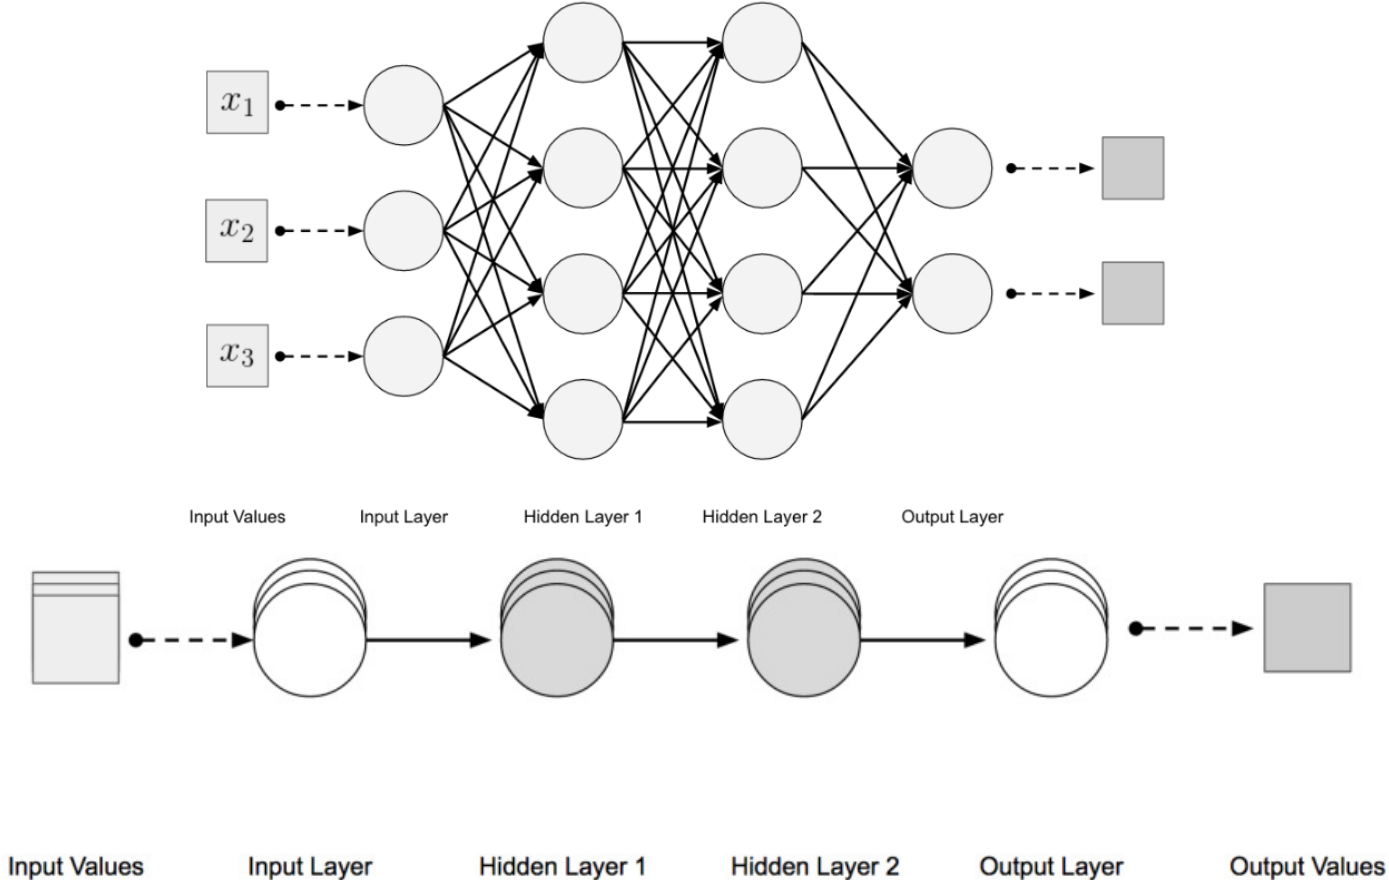 x1
x2
x3
Input Values Input Layer Hidden Layer 1 Hidden Layer 2 Output Layer
Input Values Input Layer Hidden Layer 1 Hidden Layer 2 Output Layer Output Values